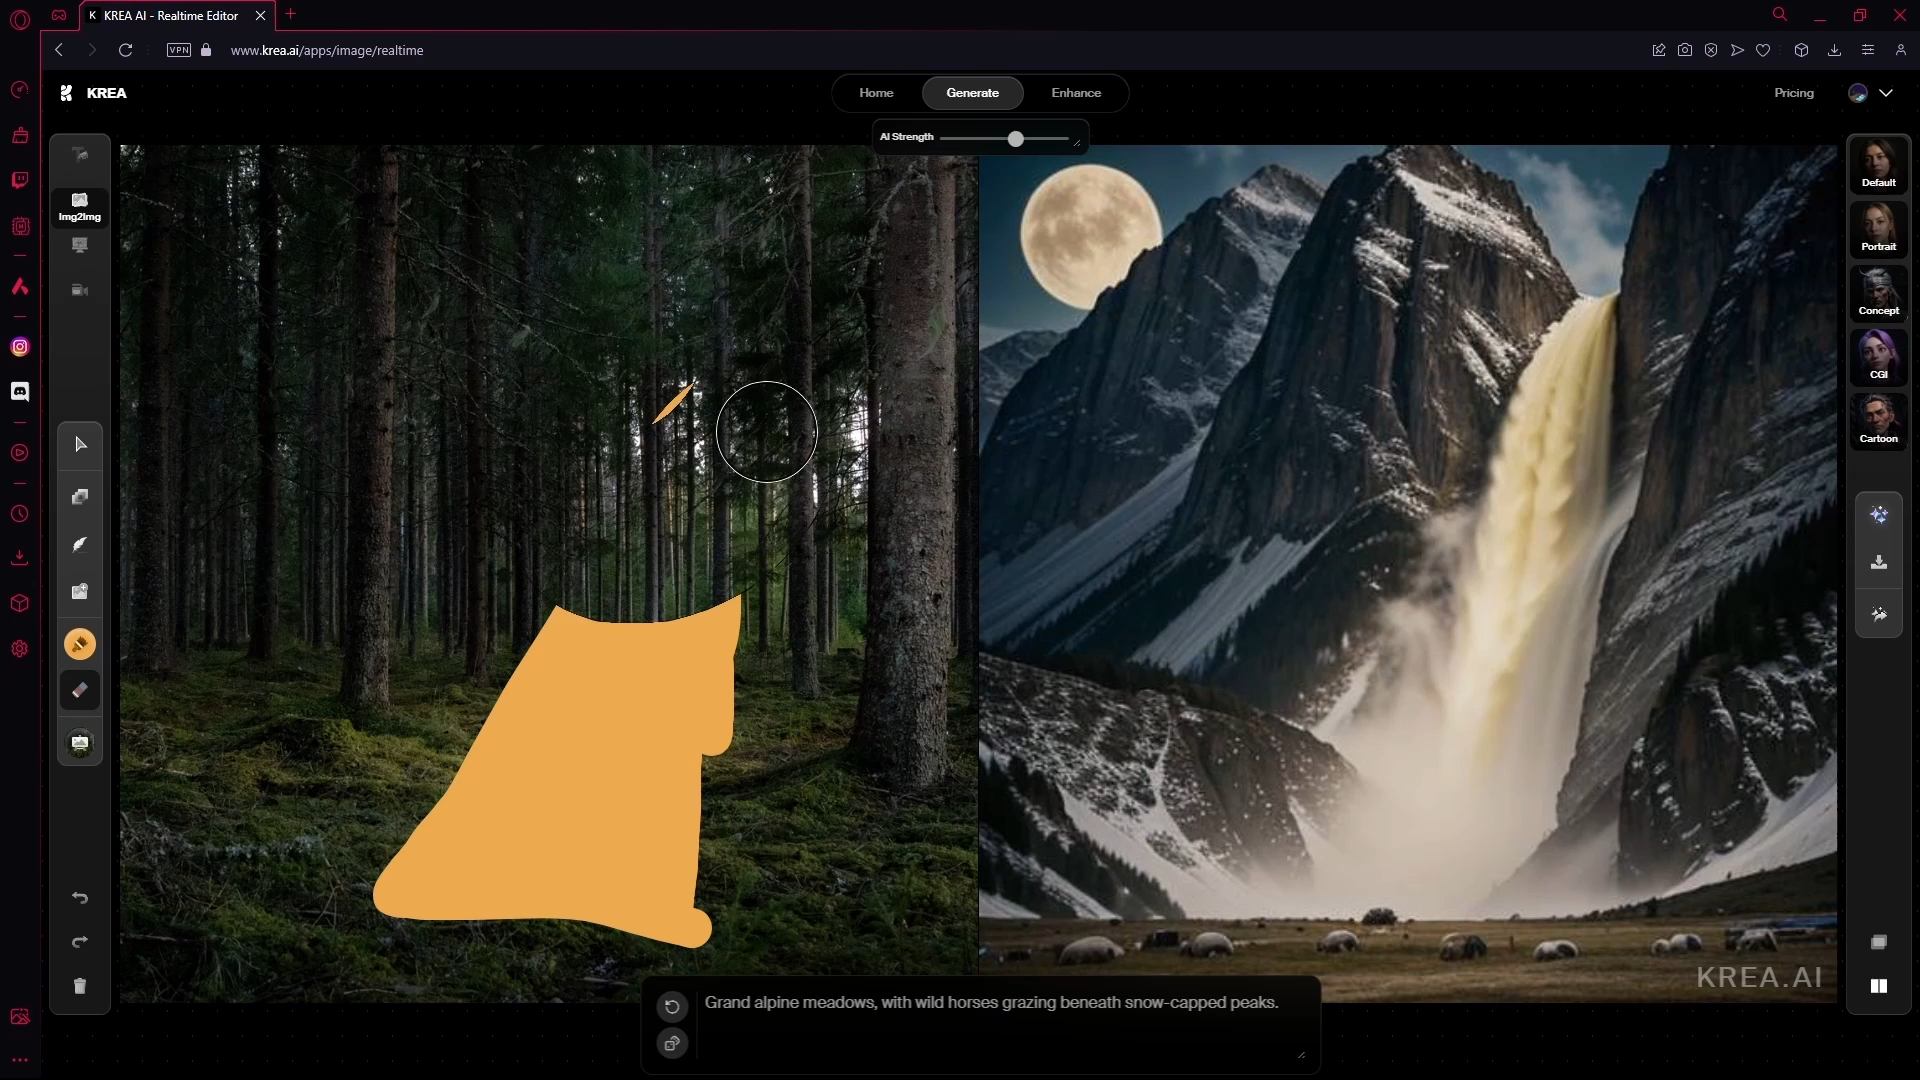 KREA AI - Realtime Editor
VPN
www.krea.ai/apps/image/realtime
KREA
Home
Generate
Enhance
Pricing
AI Strength
Img2Img
Default
Portrait
Concept
CGI
Cartoon
KREA.AI
Grand alpine meadows, with wild horses grazing beneath snow-capped peaks.